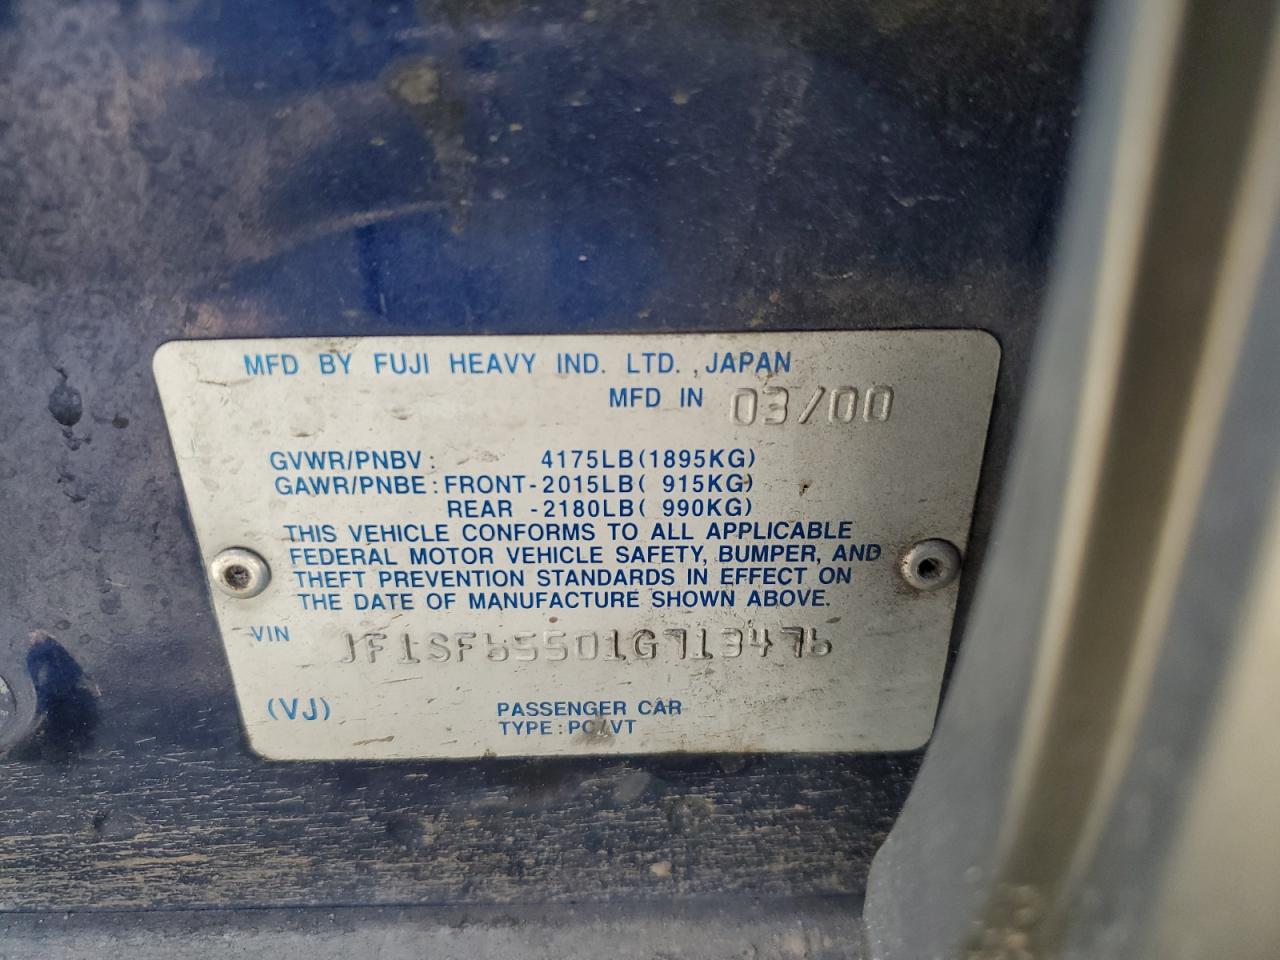 MFD BY FUJI HEAVY IND. LTD., JAPAN
MFD IN 03/00
GVWR/PNBV: 4175LB(1895KG)
GAWR/PNBE: FRONT-2015LB( 915KG)
REAR -2180LB( 990KG)
THIS VEHICLE CONFORMS TO ALL APPLICABLE
FEDERAL MOTOR VEHICLE SAFETY, BUMPER, AND
THEFT PREVENTION STANDARDS IN EFFECT ON
THE DATE OF MANUFACTURE SHOWN ABOVE.
VIN JF1SF65501G713476
(VJ) PASSENGER CAR
TYPE: PC/VT